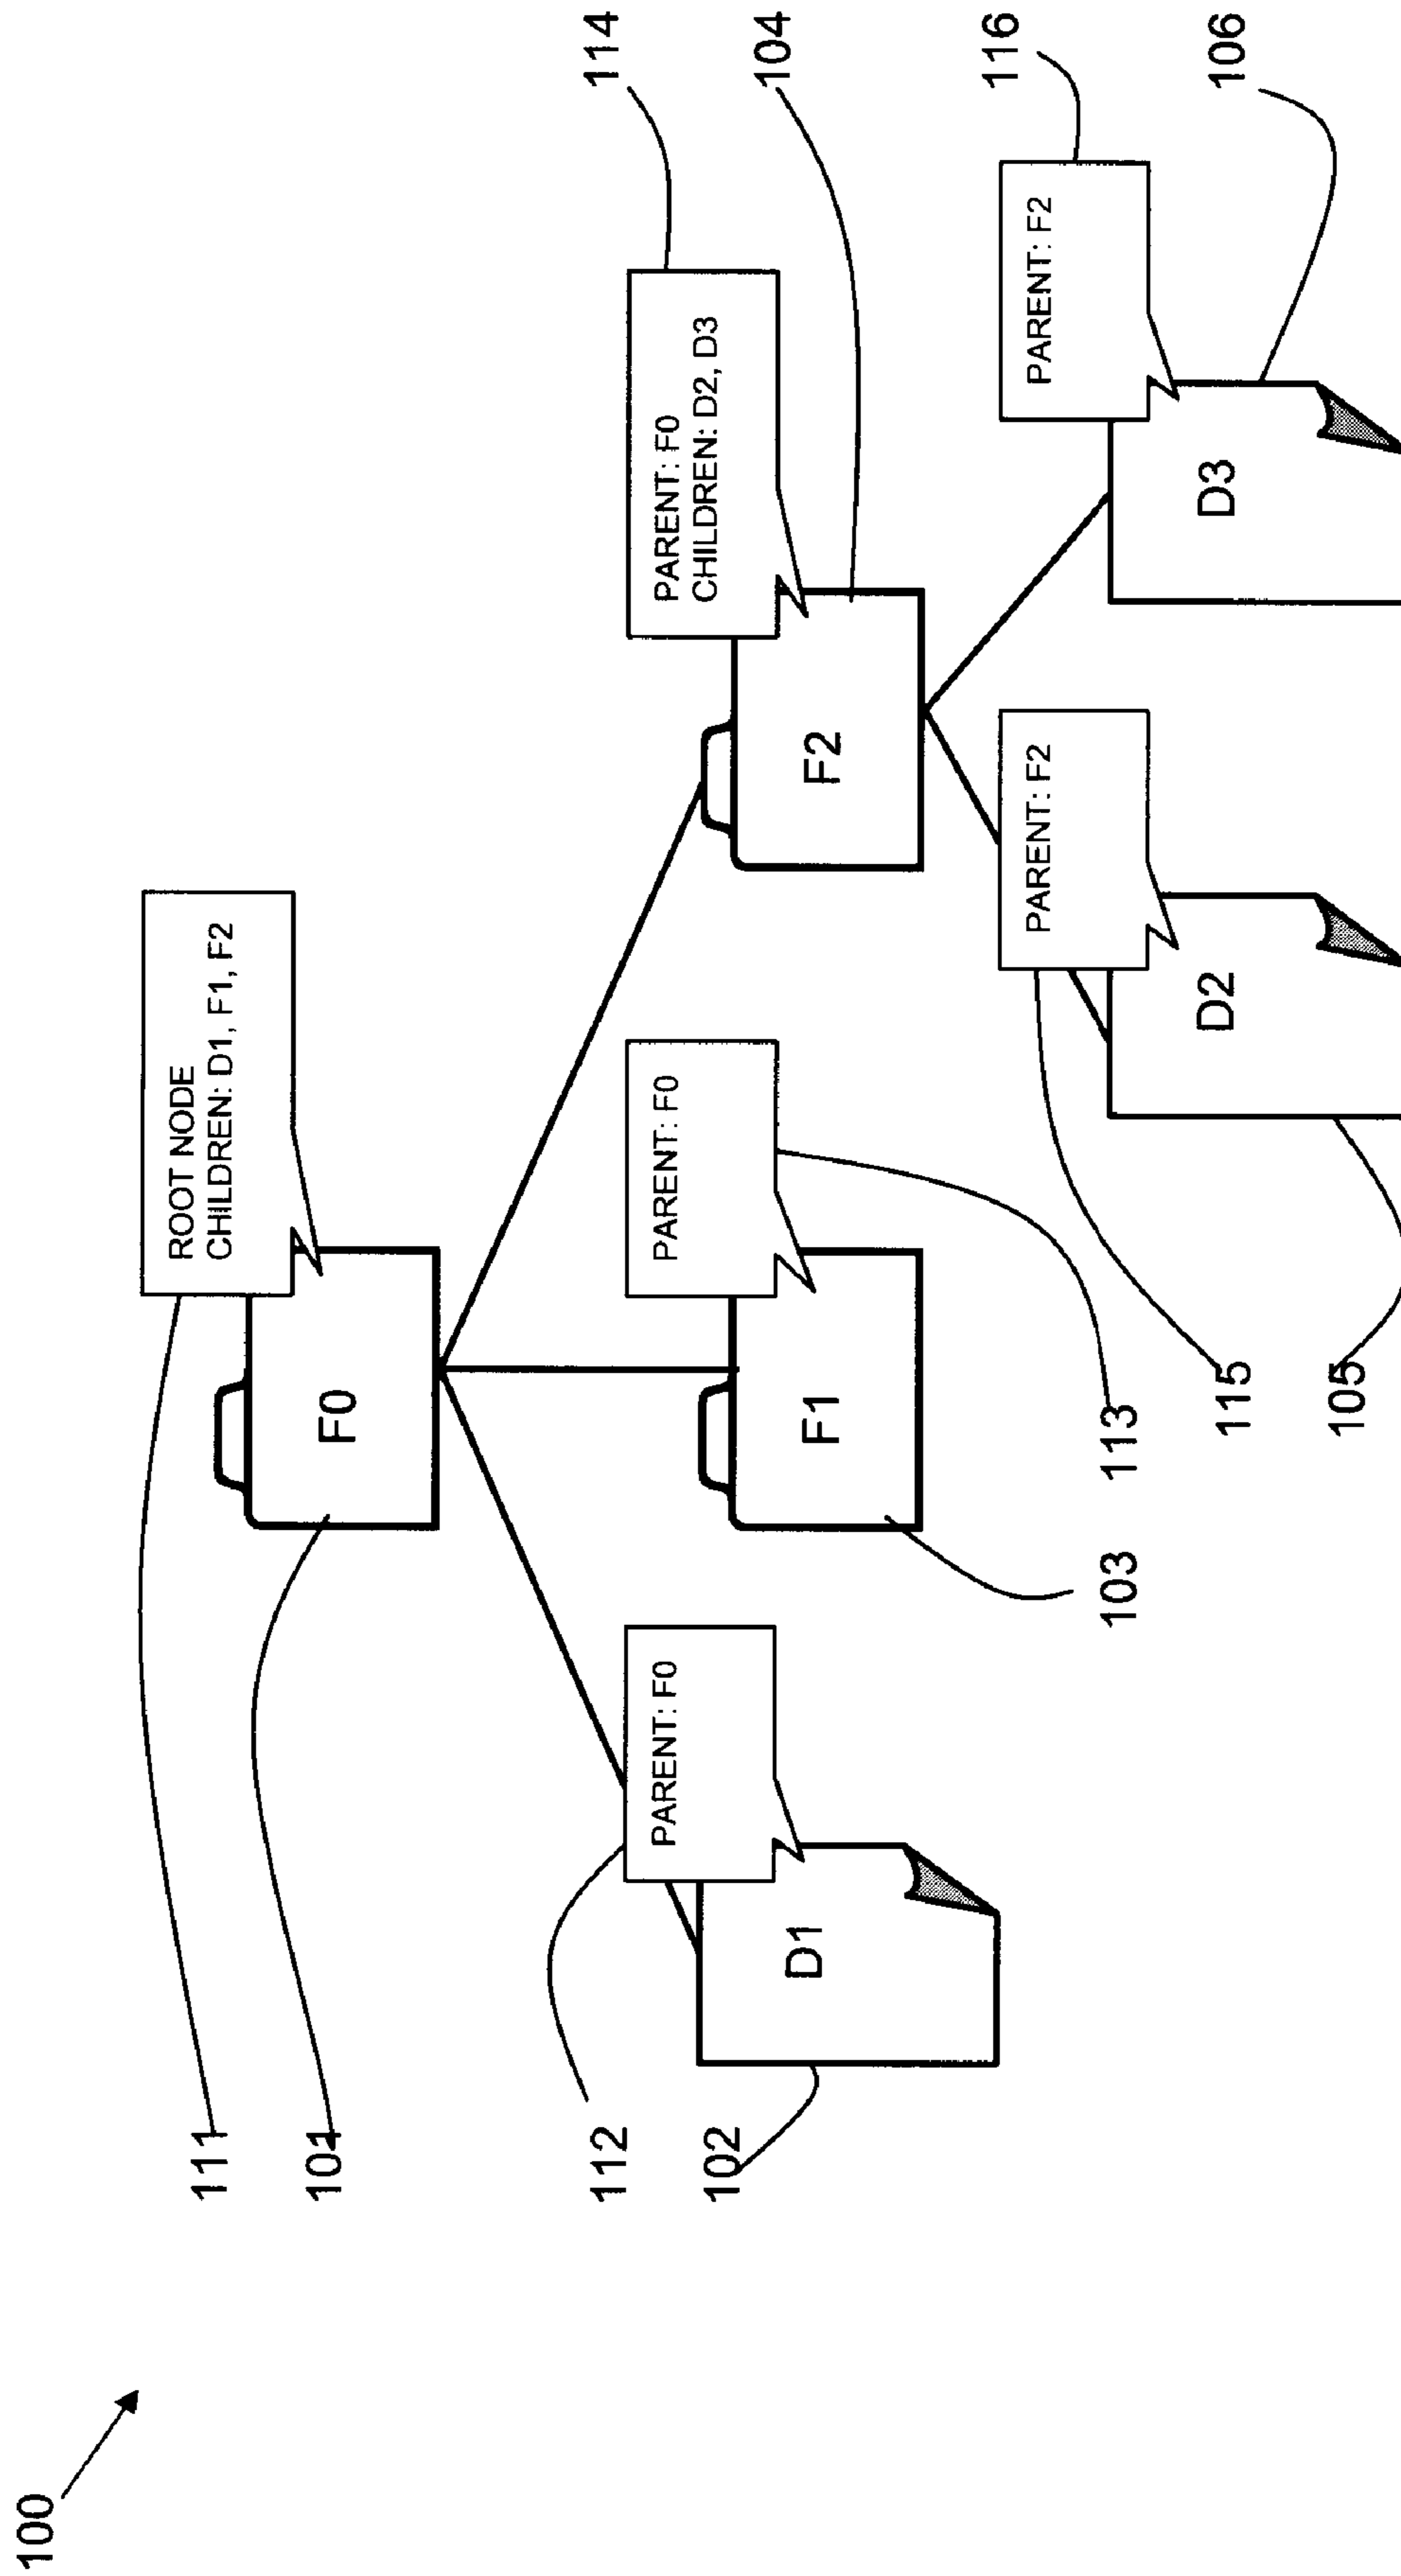 100
111
ROOT NODE
CHILDREN: D1, F1, F2
101
F0
112
PARENT: F0
102
D1
PARENT: F0
F1
103
113
114
PARENT: F0
CHILDREN: D2, D3
104
F2
115
PARENT: F2
105
D2
116
PARENT: F2
106
D3